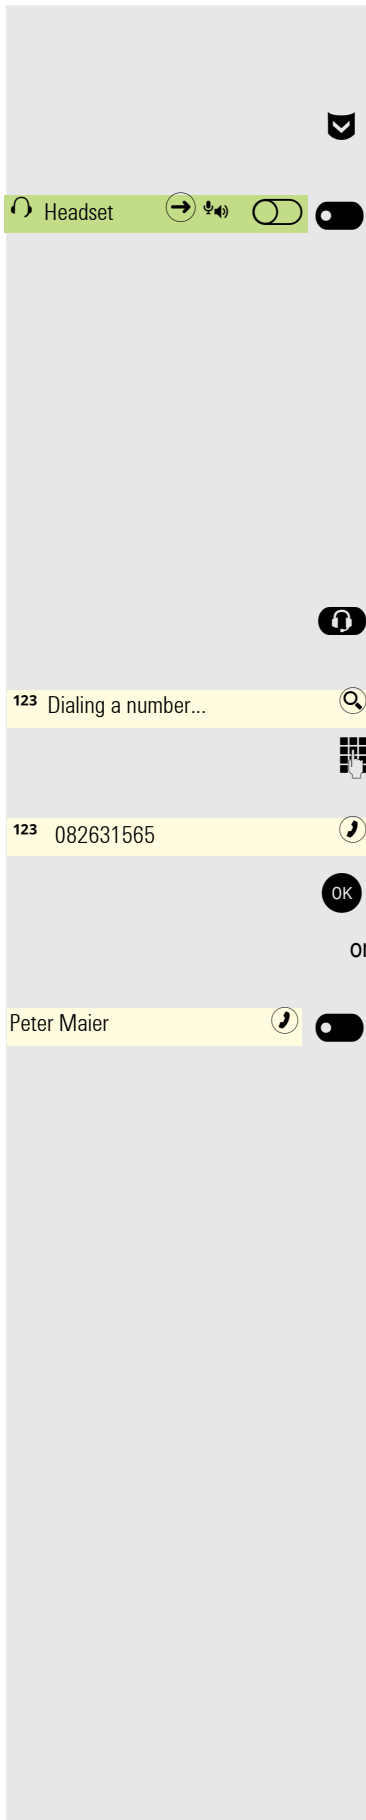 Headset
123 Dialing a number...
123 082631565
OK
or
Peter Maier